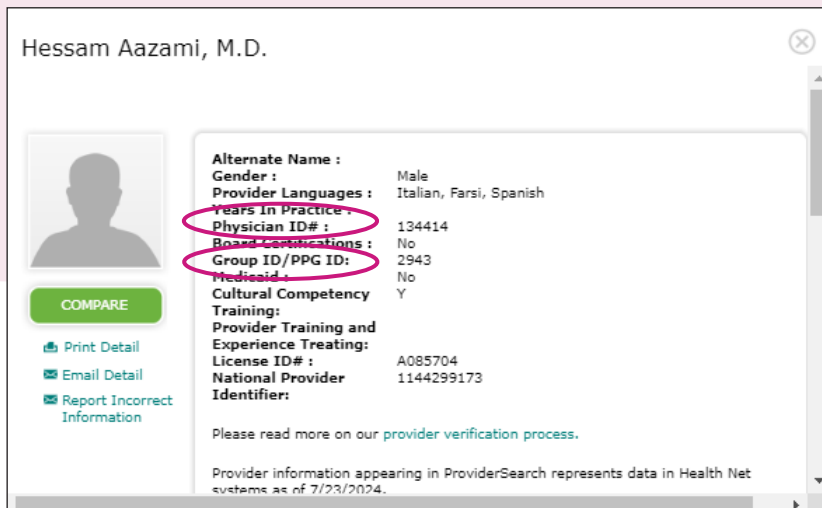 Hessam Aazami, M.D.
Alternate Name :
Gender : Male
Provider Languages : Italian, Farsi, Spanish
Years In Practice :
Physician ID# : 134414
Board Certifications : No
Group ID/PPG ID: 2943
Medicaid : No
Cultural Competency Y
Training:
Provider Training and
Experience Treating:
License ID# : A085704
National Provider 1144299173
Identifier:
Please read more on our provider verification process.
Provider information appearing in ProviderSearch represents data in Health Net
systems as of 7/23/2024.
COMPARE
Print Detail
Email Detail
Report Incorrect
Information